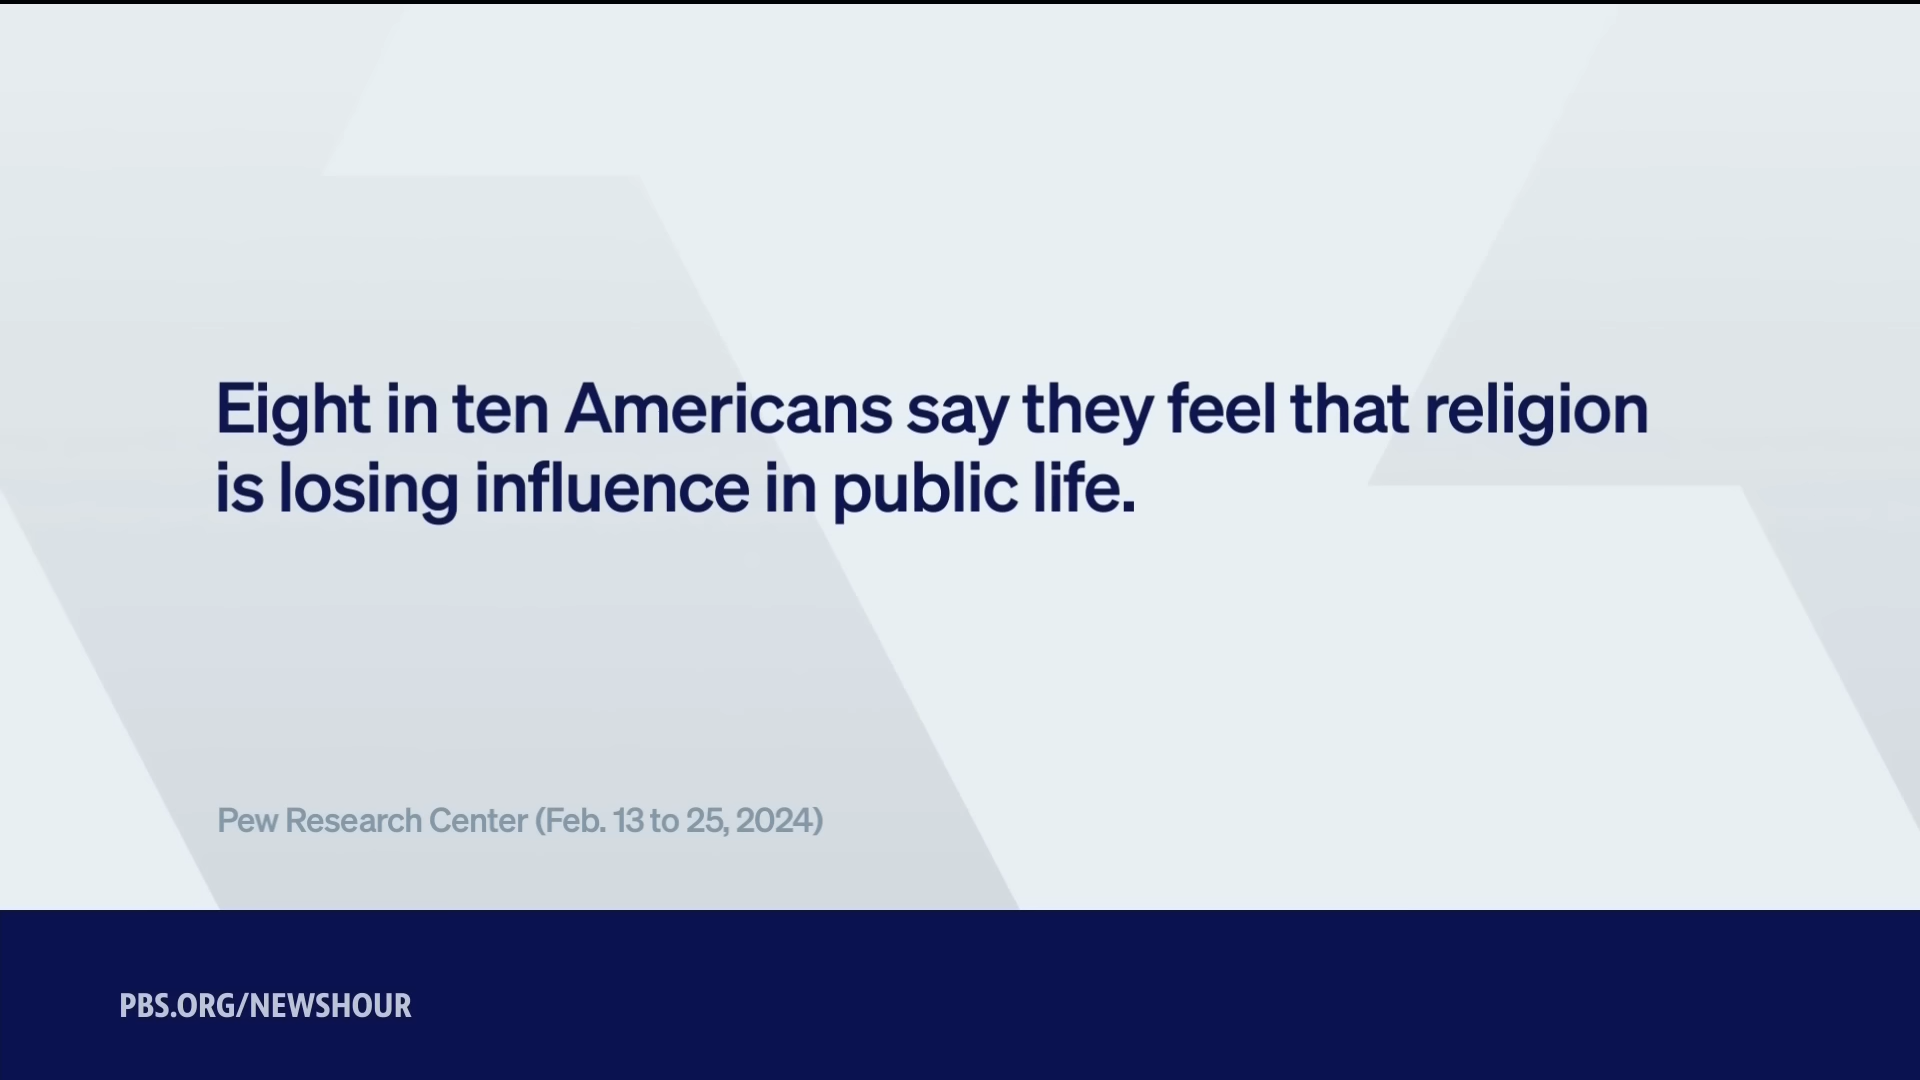 Eight in ten Americans say they feel that religion
is losing influence in public life.
Pew Research Center (Feb. 13 to 25, 2024)
PBS.ORG/NEWSHOUR